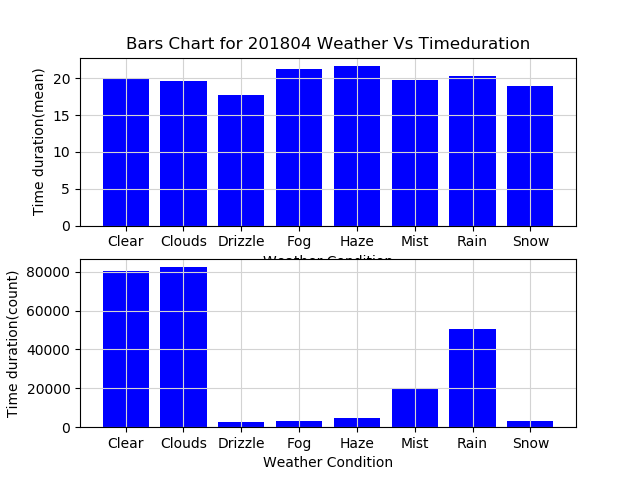 Bars Chart for 201804 Weather Vs Timeduration
Time duration(mean)
20
15
10
5
0
Clear Clouds Drizzle Fog Haze Mist Rain Snow
Weather Condition
Time duration(count)
80000
60000
40000
20000
0
Clear Clouds Drizzle Fog Haze Mist Rain Snow
Weather Condition